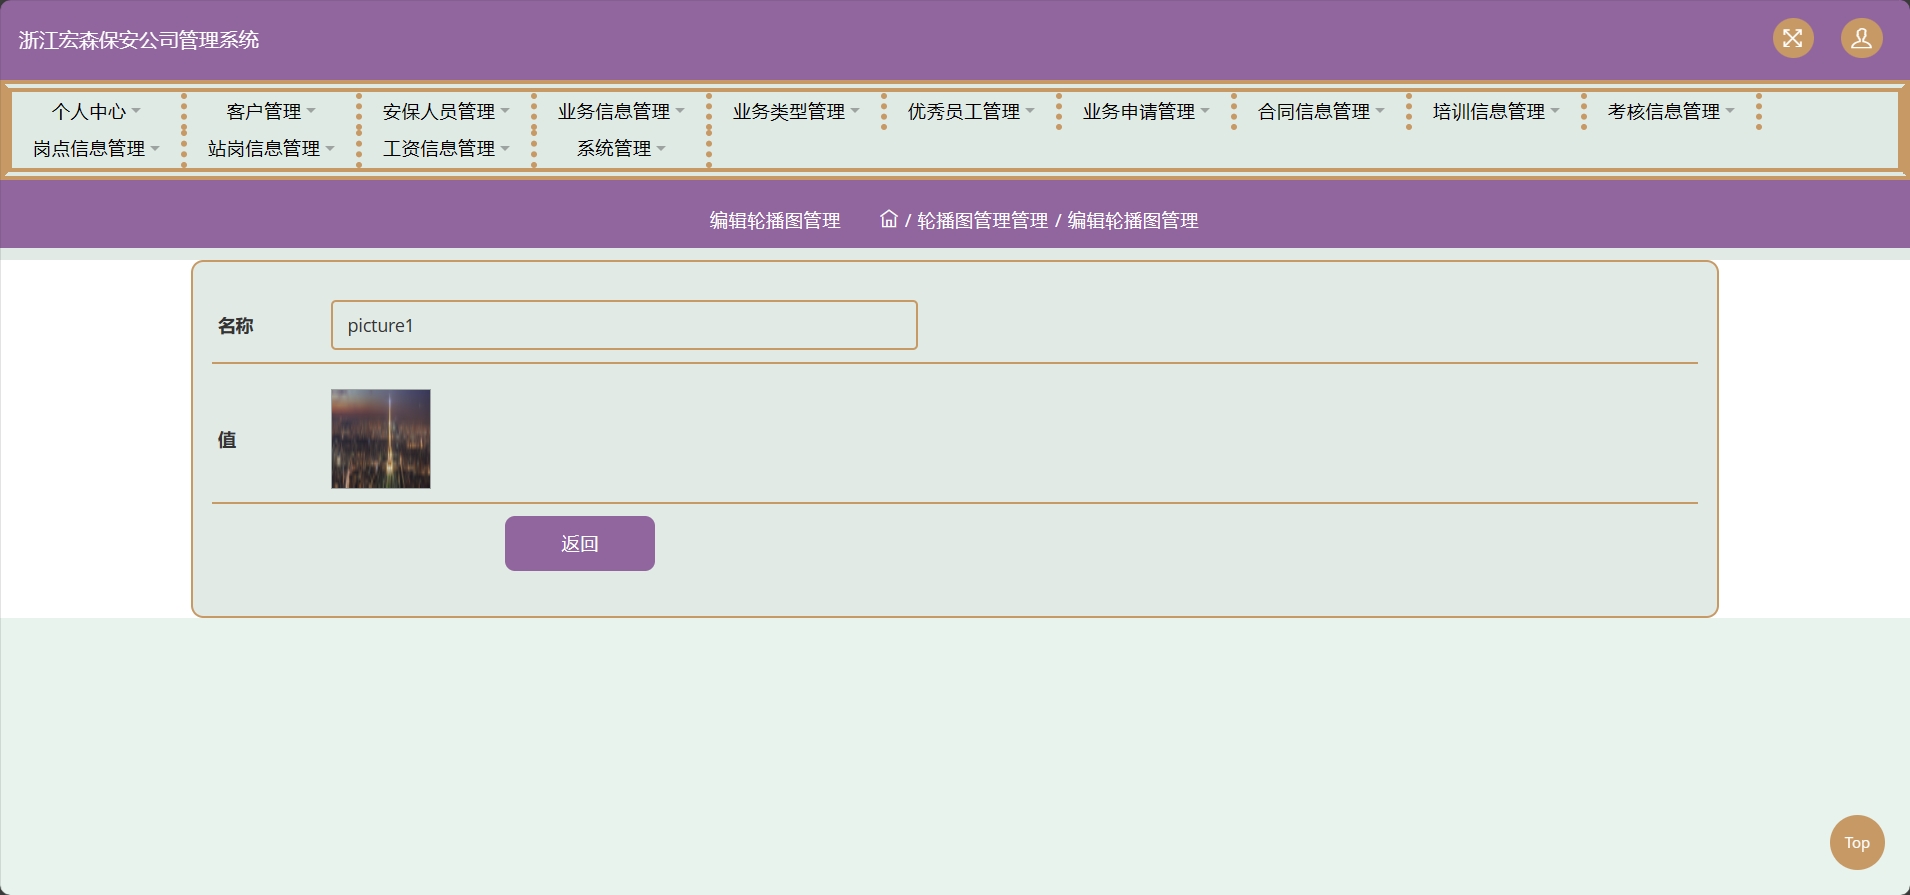 浙江宏森保安公司管理系统
个人中心 客户管理 安保人员管理 业务信息管理 业务类型管理 优秀员工管理 业务申请管理 合同信息管理 培训信息管理 考核信息管理
岗点信息管理 站岗信息管理 工资信息管理 系统管理
编辑轮播图管理 / 轮播图管理管理 / 编辑轮播图管理
名称 picture1
值
返回
Top